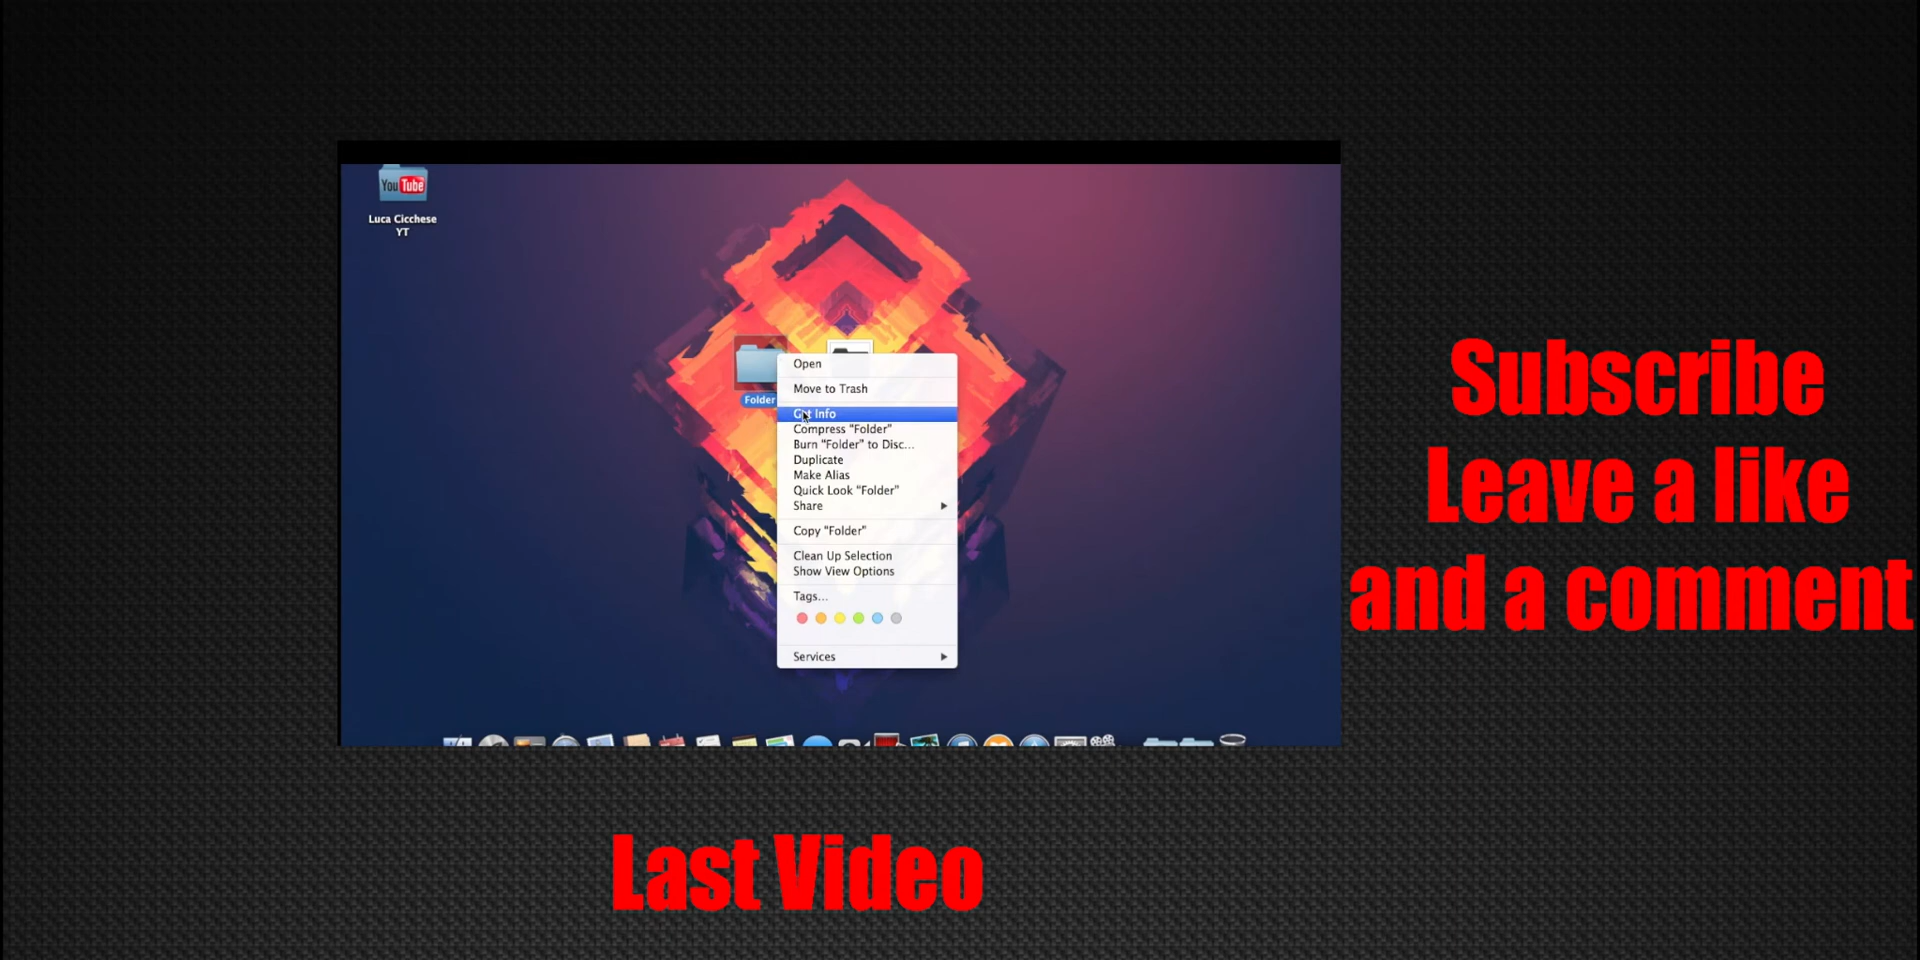 You Tube
Luca Cicchese
YT
Folder
Open
Move to Trash
Get Info
Compress "Folder"
Burn "Folder" to Disc...
Duplicate
Make Alias
Quick Look "Folder"
Share
Copy "Folder"
Clean Up Selection
Show View Options
Tags...
Services
Subscribe
Leave a like
and a comment
Last Video